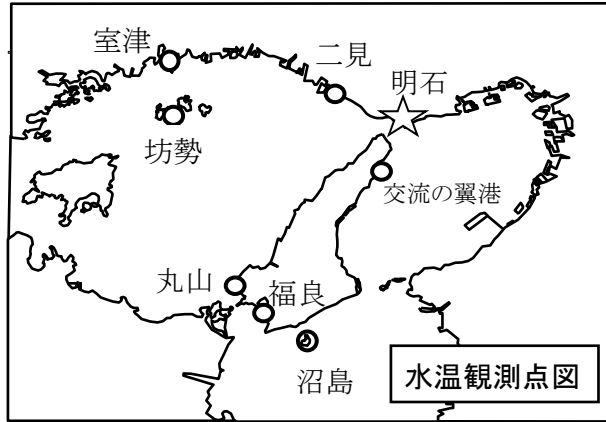 室津
二見
明石
坊勢
交流の翼港
丸山
福良
沼島
水温観測点図